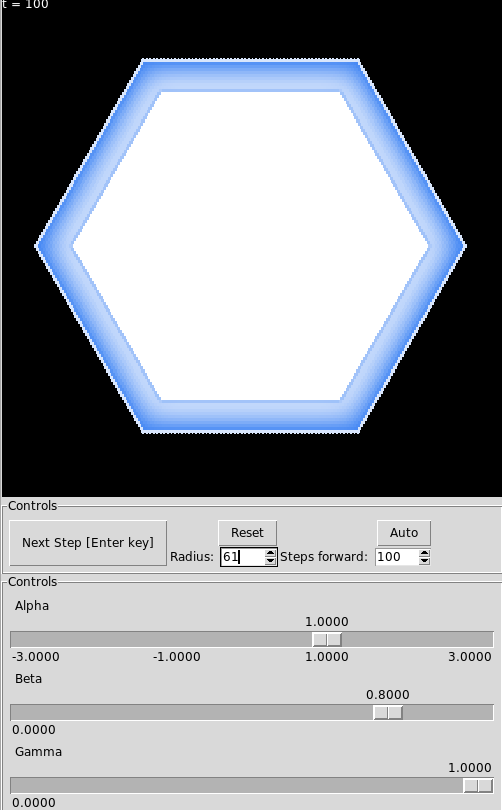 t = 100
Controls
Next Step [Enter key]
Reset
Auto
Radius: 61
Steps forward: 100
Controls
Alpha
1.0000
-3.0000 -1.0000 1.0000 3.0000
Beta
0.8000
0.0000
Gamma
1.0000
0.0000